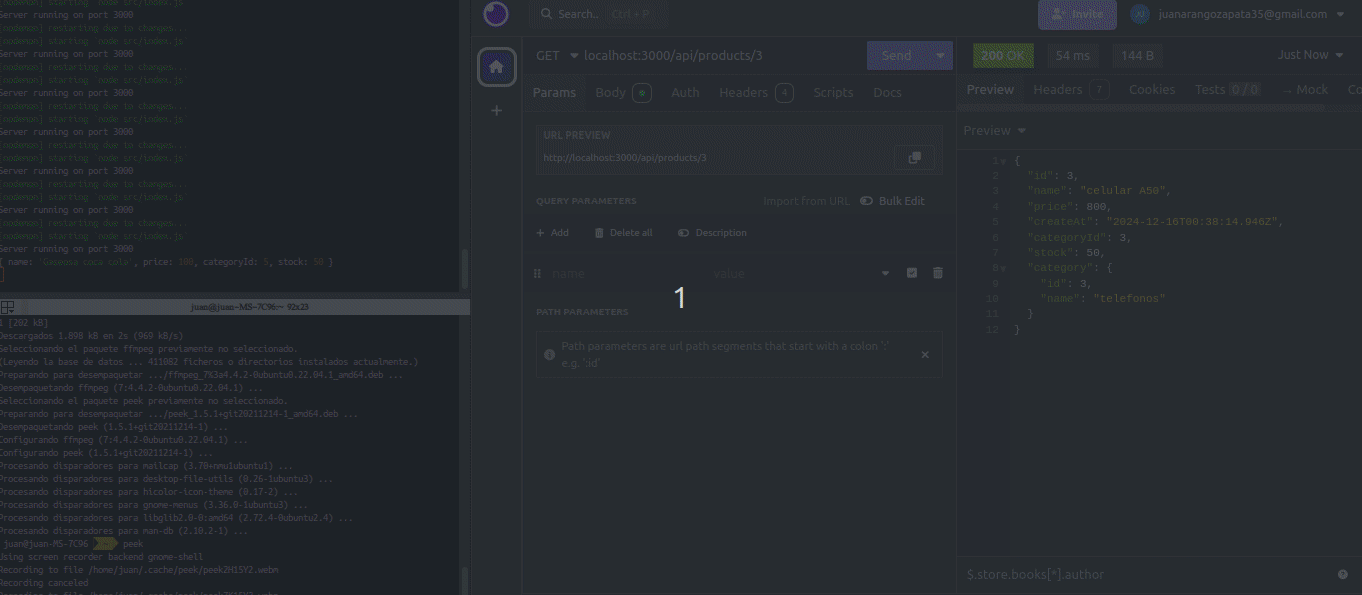 [nodemon] starting `node src/index.js`
Server running on port 3000
[nodemon] restarting due to changes...
[nodemon] starting `node src/index.js`
Server running on port 3000
[nodemon] restarting due to changes...
[nodemon] starting `node src/index.js`
Server running on port 3000
[nodemon] restarting due to changes...
[nodemon] starting `node src/index.js`
Server running on port 3000
[nodemon] restarting due to changes...
[nodemon] starting `node src/index.js`
Server running on port 3000
[nodemon] restarting due to changes...
[nodemon] starting `node src/index.js`
Server running on port 3000
[nodemon] restarting due to changes...
[nodemon] starting `node src/index.js`
Server running on port 3000
{ name: 'Gaseosa coca cola', price: 100, categoryId: 5, stock: 50 }
juan@juan-MS-7C96:~ 92x23
1 [292 kB]
Descargados 1.898 kB en 2s (969 kB/s)
Seleccionando el paquete ffmpeg previamente no seleccionado.
(Leyendo la base de datos ... 411082 ficheros o directorios instalados actualmente.)
Preparando para desempaquetar .../ffmpeg_7%3a4.4.2-0ubuntu0.22.04.1_amd64.deb ...
Desempaquetando ffmpeg (7:4.4.2-0ubuntu0.22.04.1) ...
Seleccionando el paquete peek previamente no seleccionado.
Preparando para desempaquetar .../peek_1.5.1+git20211214-1_amd64.deb ...
Desempaquetando peek (1.5.1+git20211214-1) ...
Configurando ffmpeg (7:4.4.2-0ubuntu0.22.04.1) ...
Configurando peek (1.5.1+git20211214-1) ...
Procesando disparadores para mailcap (3.70+nmu1ubuntu1) ...
Procesando disparadores para desktop-file-utils (0.26-1ubuntu3) ...
Procesando disparadores para hicolor-icon-theme (0.17-2) ...
Procesando disparadores para gnome-menus (3.36.0-1ubuntu3) ...
Procesando disparadores para libglib2.0-0:amd64 (2.72.4-0ubuntu2.4) ...
Procesando disparadores para man-db (2.10.2-1) ...
juan@juan-MS-7C96 ~ peek
Using screen recorder backend gnome-shell
Recording to file /home/juan/.cache/peek/peek2H15Y2.webm
Recording canceled
Search.. Ctrl + P
Invite
JU juanarangozapata35@gmail.com
GET localhost:3000/api/products/3
Send
Params Body Auth Headers 4 Scripts Docs
URL PREVIEW
http://localhost:3000/api/products/3
QUERY PARAMETERS
Import from URL Bulk Edit
+ Add Delete all Description
name value
1
PATH PARAMETERS
Path parameters are url path segments that start with a colon ':'
e.g. ':id'
200 OK 54 ms 144 B Just Now
Preview Headers 7 Cookies Tests 0 / 0 → Mock Co
Preview
1 {
2 "id": 3,
3 "name": "celular A50",
4 "price": 800,
5 "createAt": "2024-12-16T00:38:14.946Z",
6 "categoryId": 3,
7 "stock": 50,
8 "category": {
9 "id": 3,
10 "name": "telefonos"
11 }
12 }
$.store.books[*].author